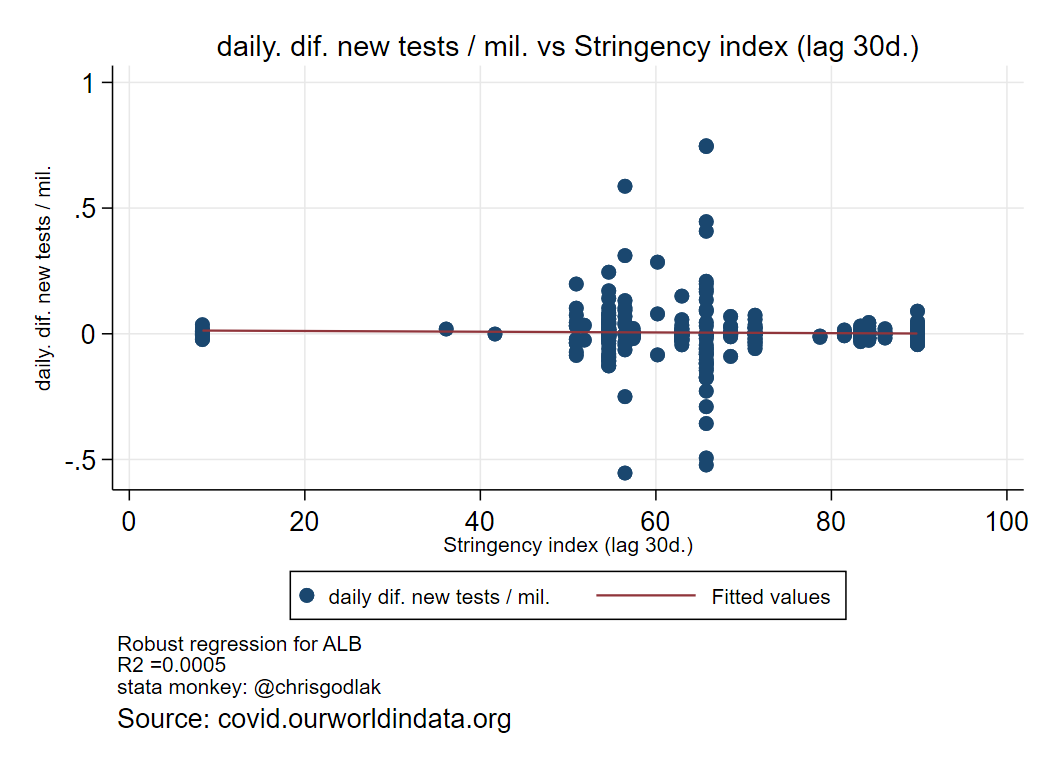 daily. dif. new tests / mil. vs Stringency index (lag 30d.)
daily. dif. new tests / mil.
1
.5
0
-.5
0 20 40 60 80 100
Stringency index (lag 30d.)
daily dif. new tests / mil. Fitted values
Robust regression for ALB
R2 =0.0005
stata monkey: @chrisgodlak
Source: covid.ourworldindata.org